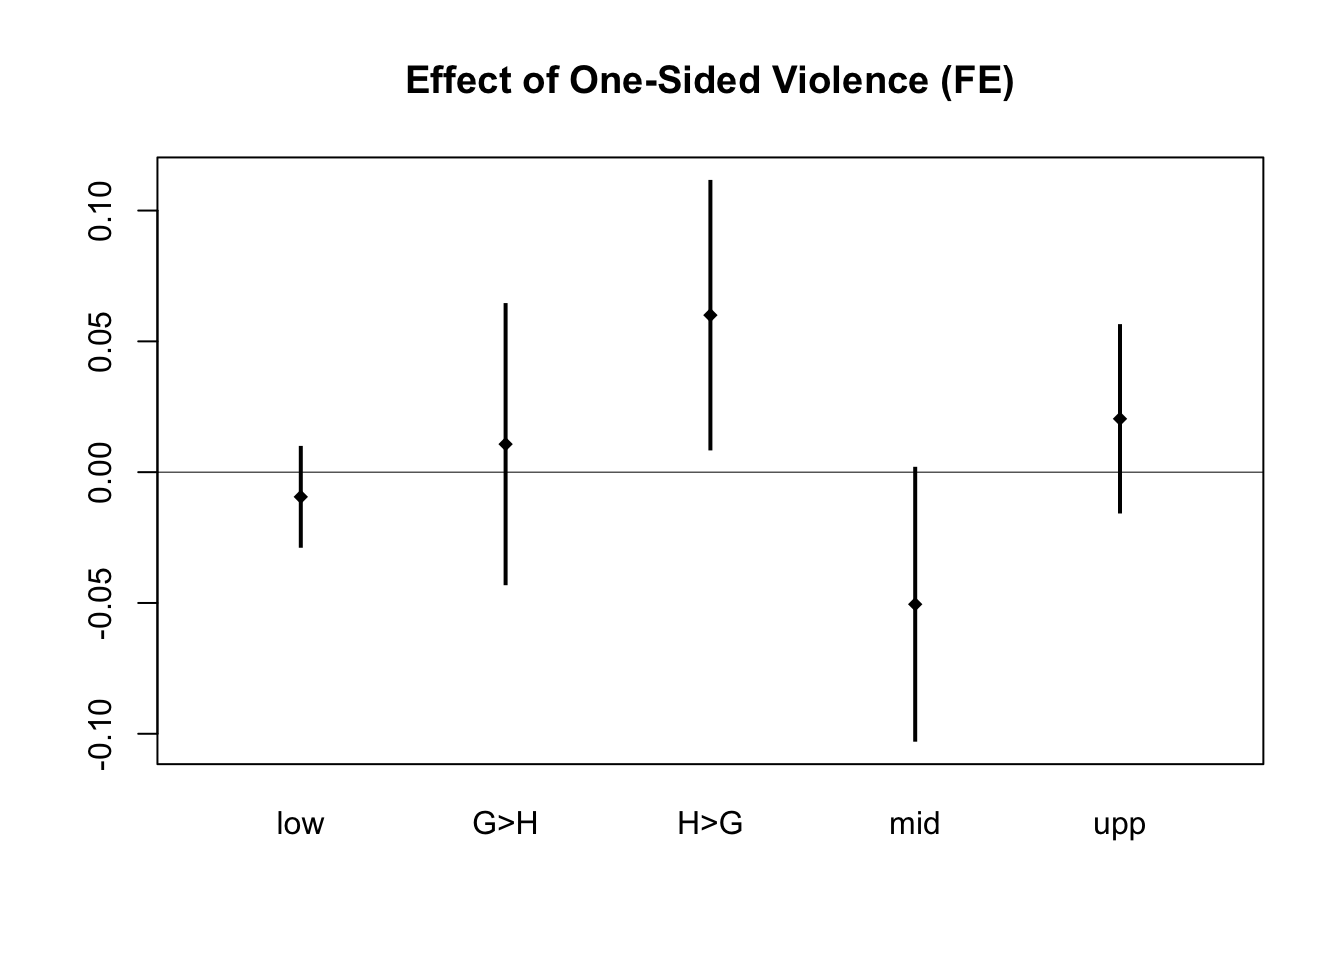 Effect of One-Sided Violence (FE)
0.10
0.05
0.00
-0.05
-0.10
low G>H H>G mid upp